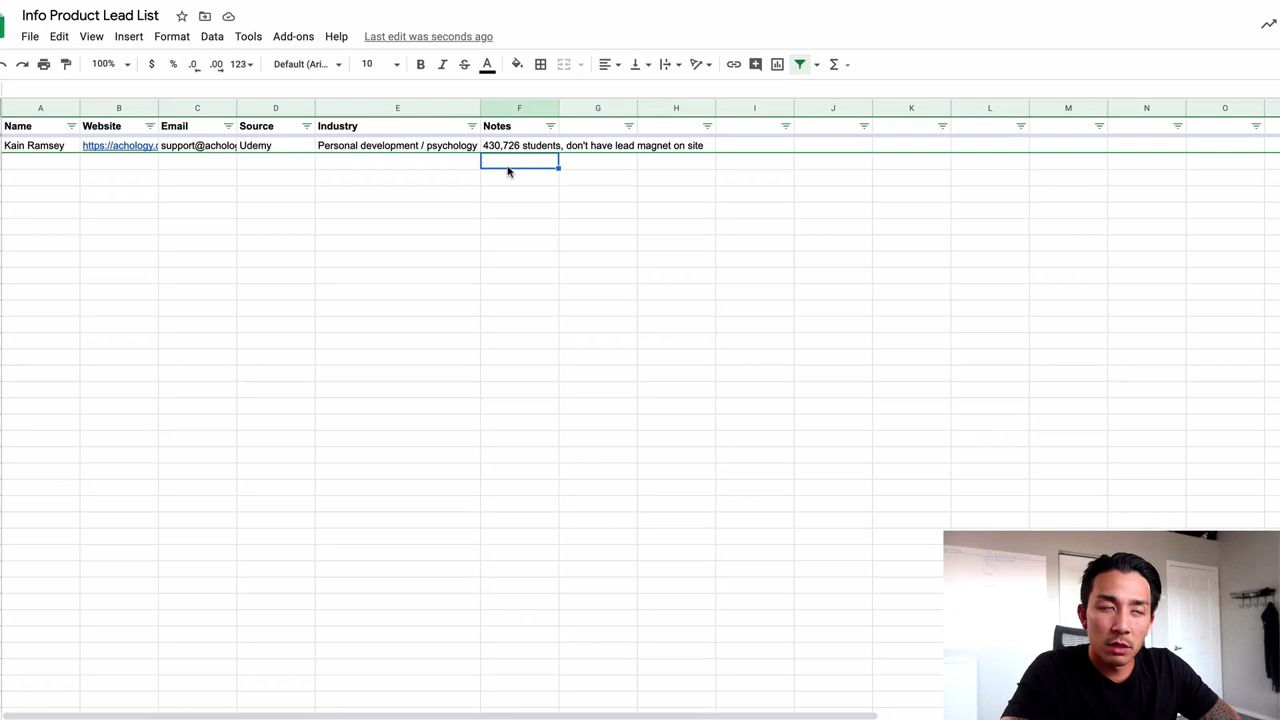 Info Product Lead List
File Edit View Insert Format Data Tools Add-ons Help Last edit was seconds ago
100% $ % .0 .00 123 Default (Ari... 10 B I S A
A B C D E F G H I J K L M N O
Name Website Email Source Industry Notes
Kain Ramsey https://achology.c support@acholog Udemy Personal development / psychology 430,726 students, don't have lead magnet on site